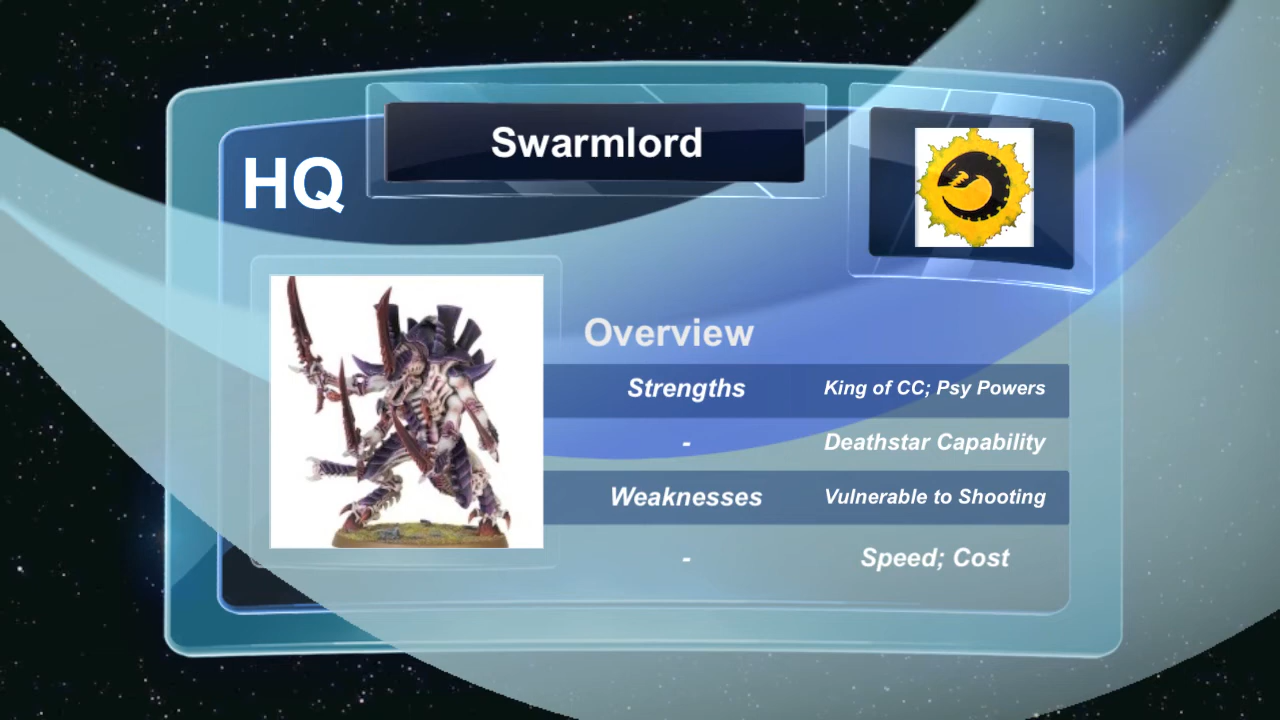 Swarmlord
HQ
Overview
Strengths King of CC; Psy Powers
- Deathstar Capability
Weaknesses Vulnerable to Shooting
- Speed; Cost